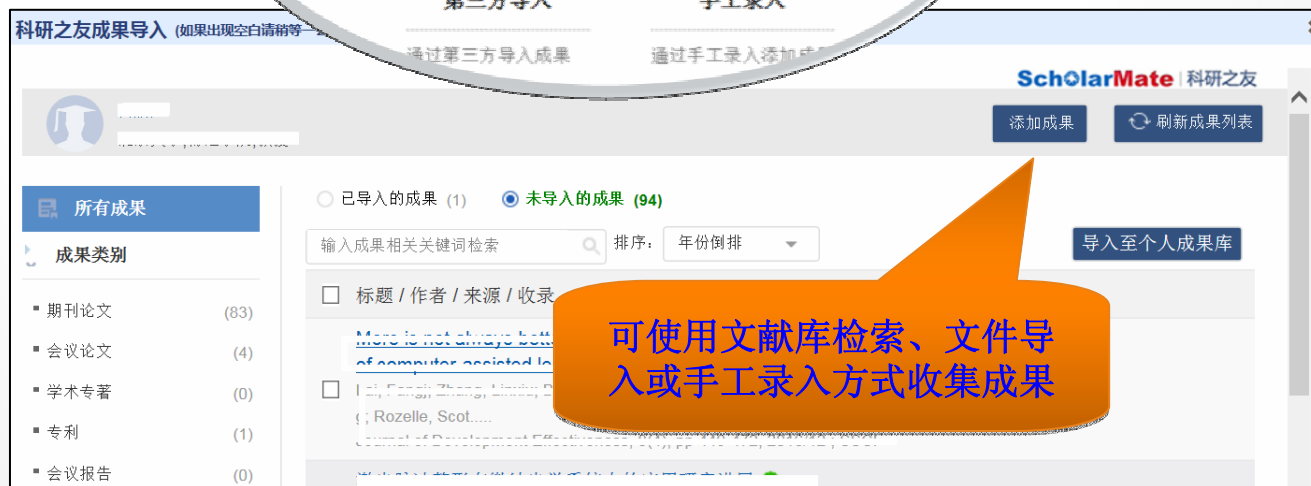 第三方导入 手工录入
科研之友成果导入 (如果出现空白请稍等
通过第三方导入成果 通过手工录入添加成
SchOlarMate 科研之友
添加成果 刷新成果列表
所有成果
已导入的成果 (1) 未导入的成果 (94)
输入成果相关关键词检索 排序： 年份倒排
导入至个人成果库
成果类别
标题 / 作者 / 来源 / 收录
期刊论文 (83)
会议论文 (4)
学术专著 (0)
专利 (1)
会议报告 (0)
More is not always bett
of computer assisted
; Rozelle, Scot.....
可使用文献库检索、文件导
入或手工录入方式收集成果